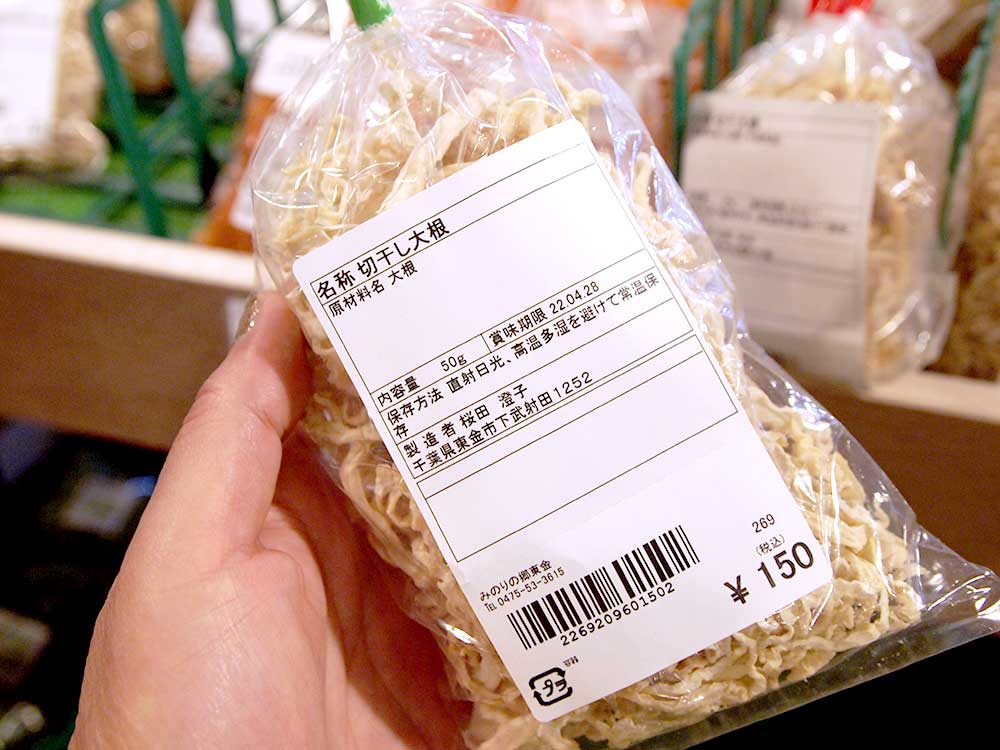 名称 切干し大根
原材料名 大根
内容量 50g 賞味期限 22.04.28
保存方法 直射日光、高温多湿を避けて常温保
存
製造者 桜田 澄子
千葉県東金市下武射田1252
みのりの郷東金
TEL 0475-53-3615
2269209601502
269
(税込)
¥ 150
プラ